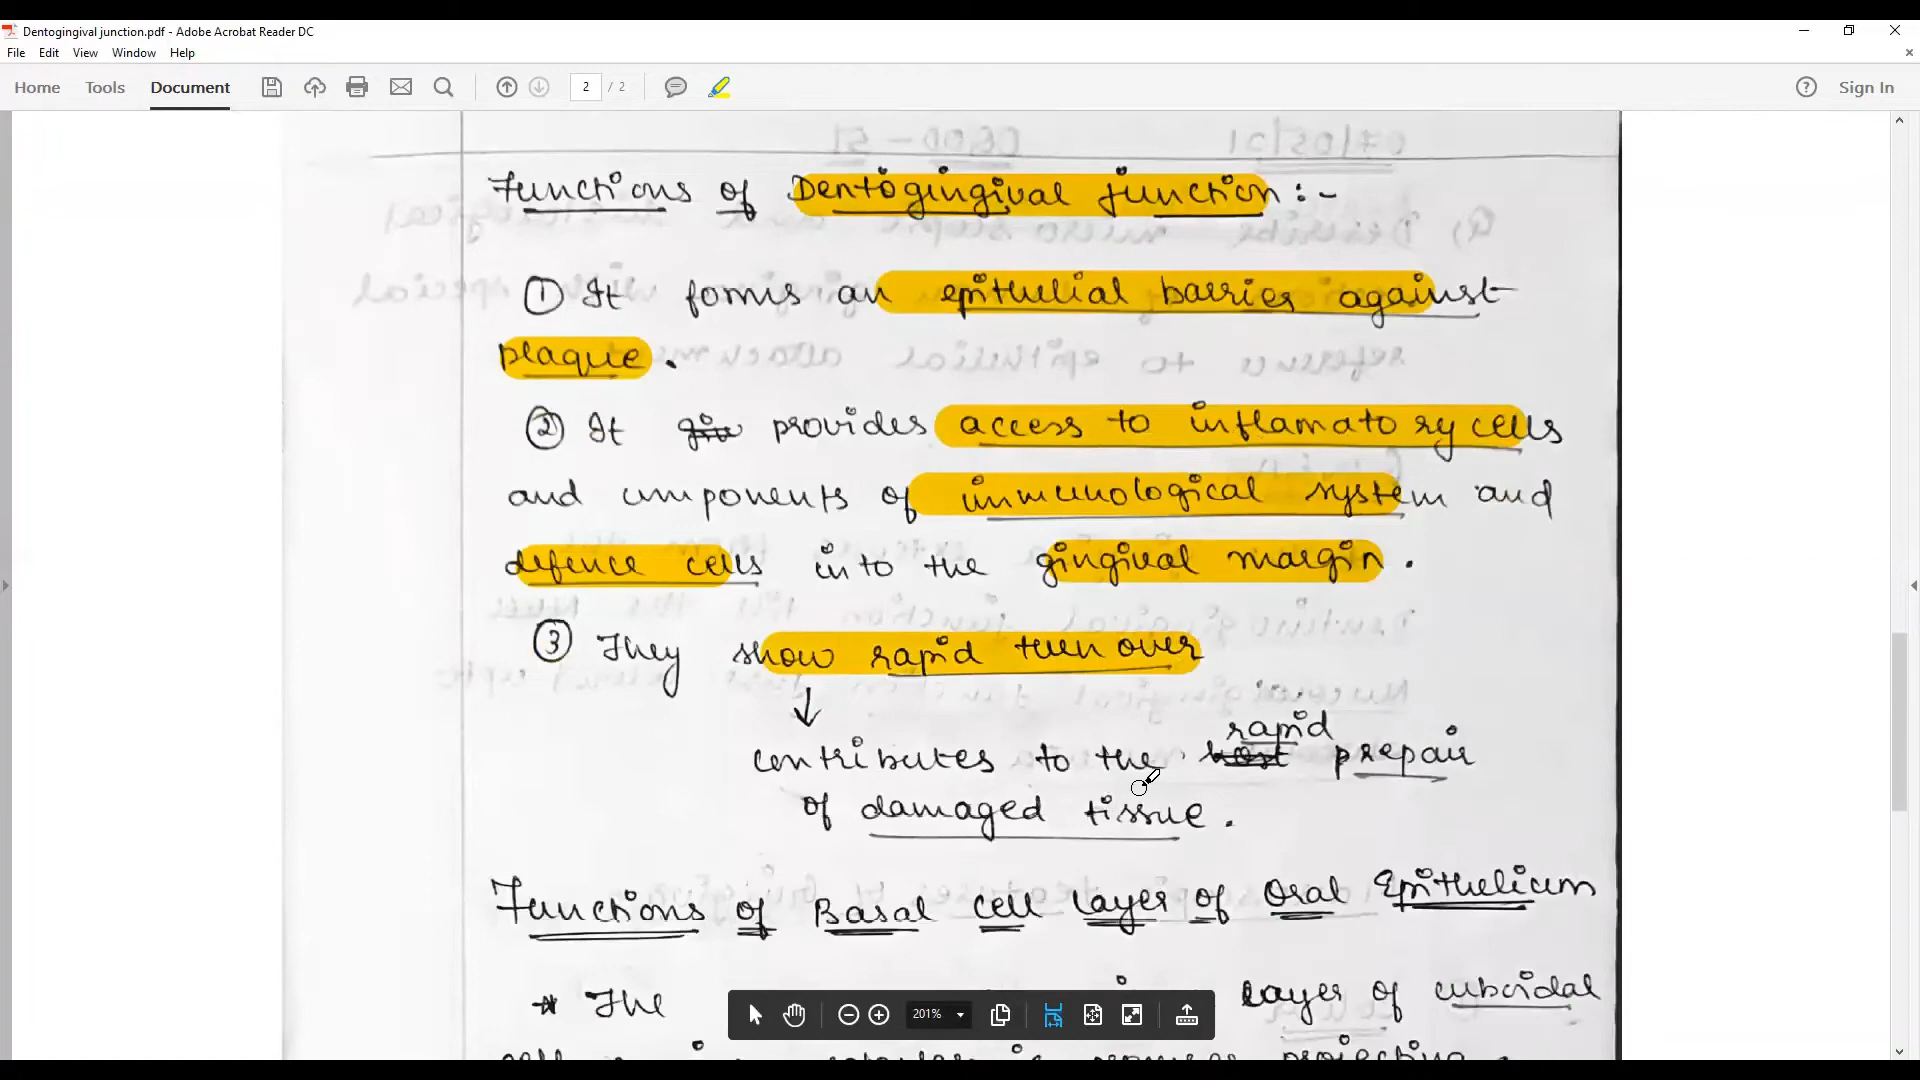 Dentogingival junction.pdf - Adobe Acrobat Reader DC
File Edit View Window Help
Home Tools Document 2 / 2 Sign In
Functions of Dentogingival junction :-
① It forms an epithelial barrier against
plaque .
② It provides access to inflamatory cells
and components of immunological system and
defence cells into the gingival margin .
③ They show rapid turn over
↓
contributes to the rapid prepair
of damaged tissue .
Functions of Basal cell layer of Oral Epithelium
* The layer of cuboidal
201%